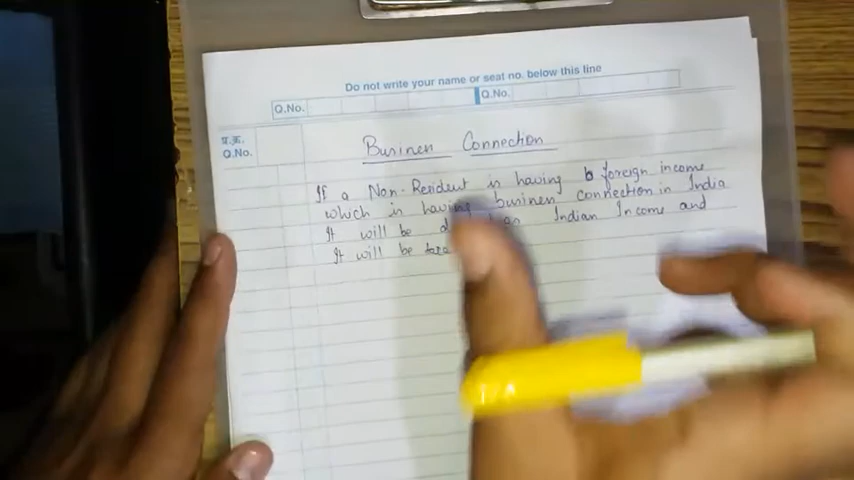 Do not write your name or seat no. below this line
Q.No.
Q.No.
प्र.क्र.
Q.No.
Business Connection
If a Non-Resident is having foreign income
which is having business connection in India
It will be Indian Income and
It will be